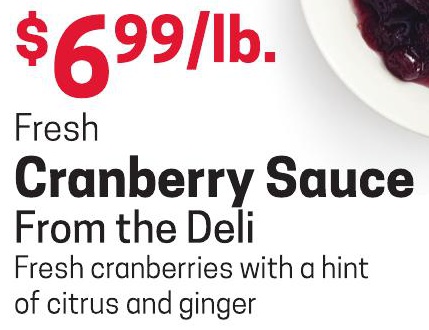 $6.99/lb.
Fresh
Cranberry Sauce
From the Deli
Fresh cranberries with a hint
of citrus and ginger